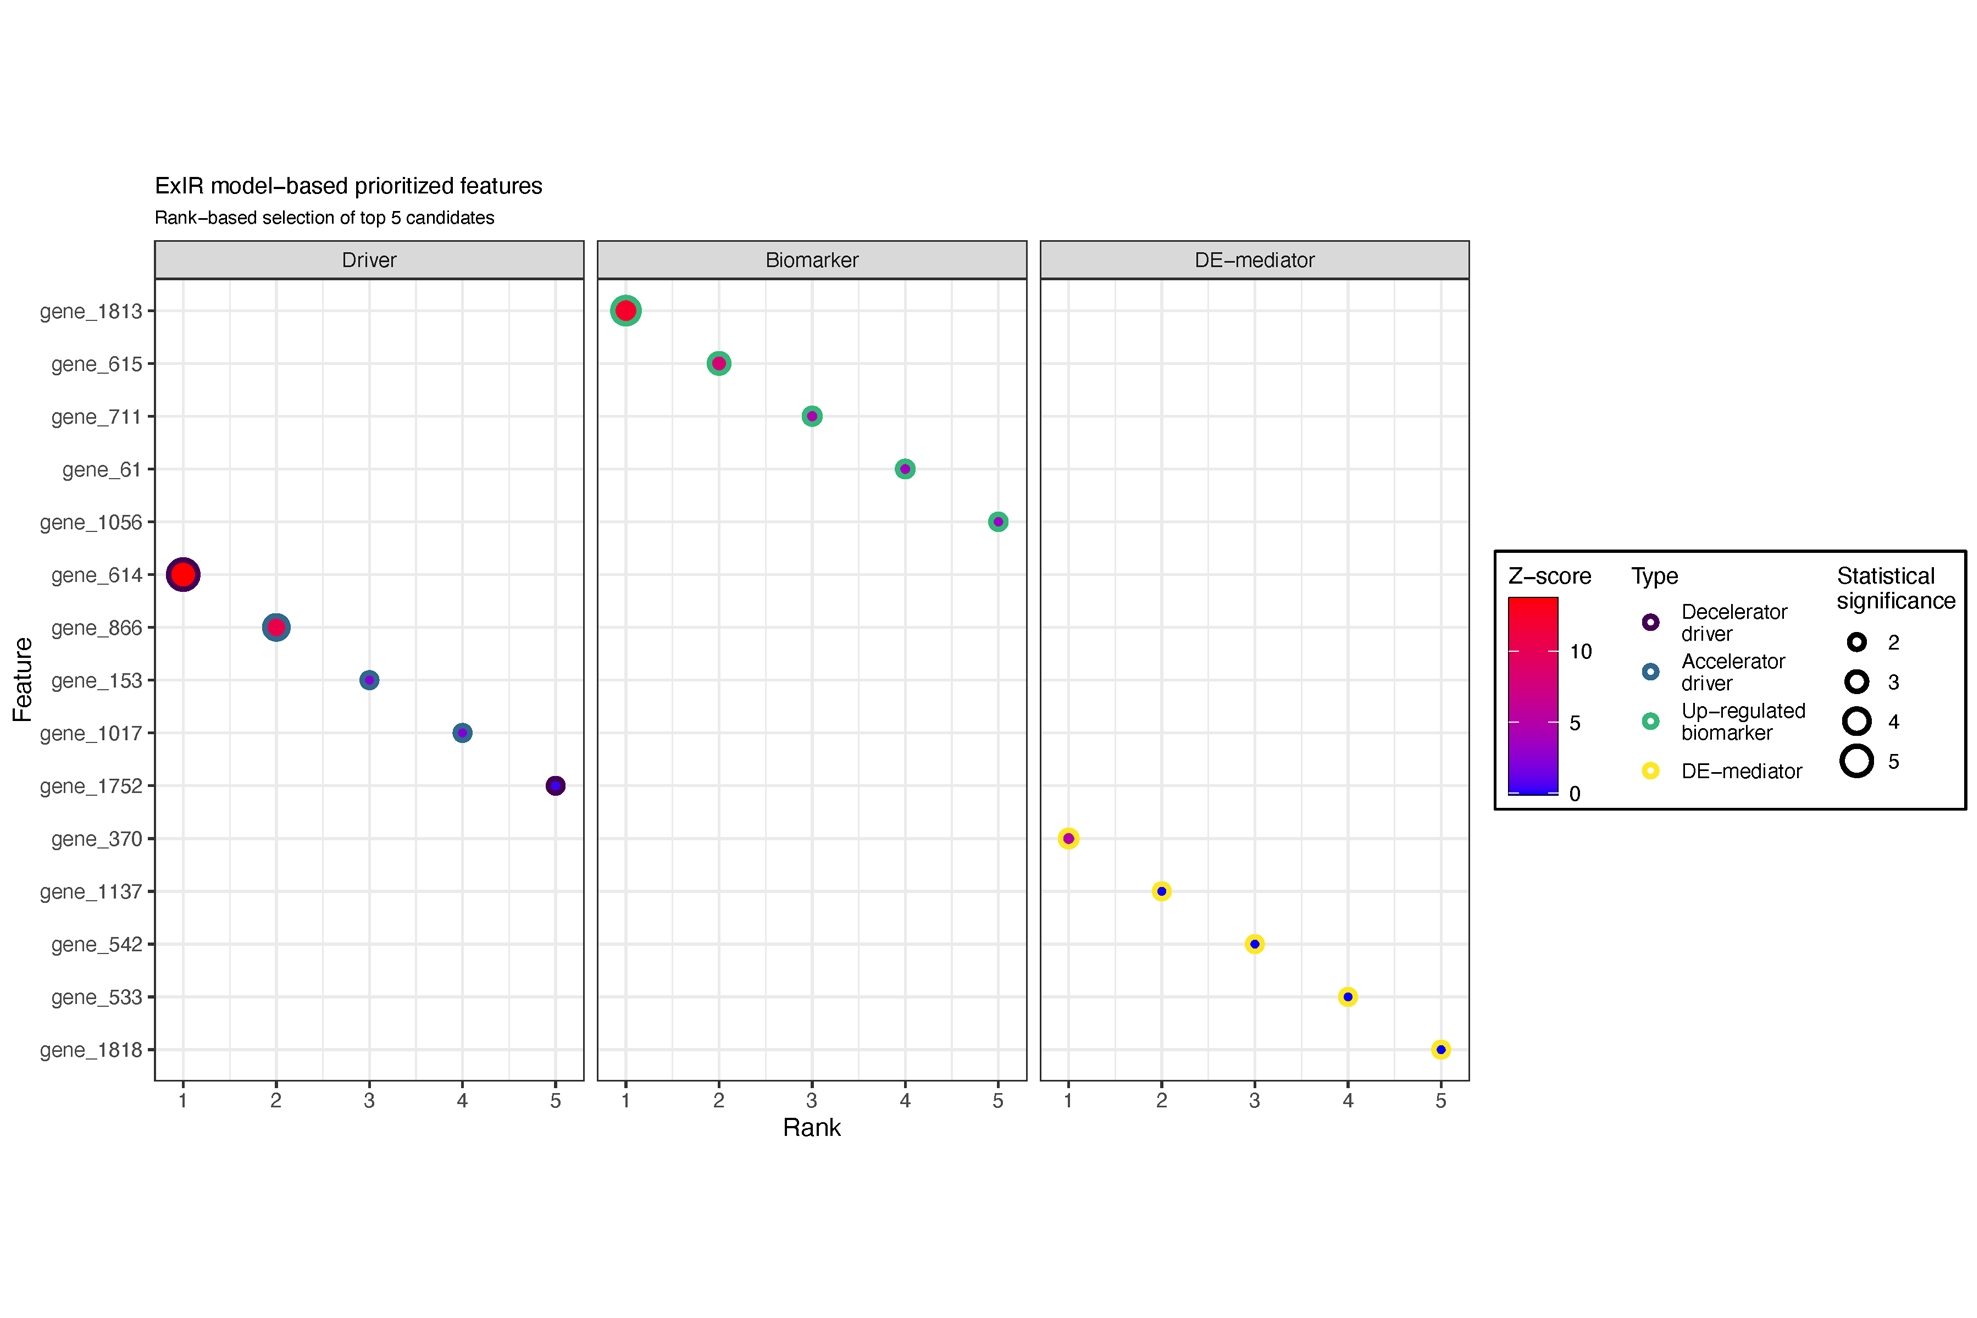 ExIR model−based prioritized features
Rank−based selection of top 5 candidates
Driver
Biomarker
DE−mediator
Feature
gene_1813
gene_615
gene_711
gene_61
gene_1056
gene_614
gene_866
gene_153
gene_1017
gene_1752
gene_370
gene_1137
gene_542
gene_533
gene_1818
1 2 3 4 5
1 2 3 4 5
1 2 3 4 5
Rank
Z−score
10
5
0
Type
Decelerator
driver
Accelerator
driver
Up−regulated
biomarker
DE−mediator
Statistical
significance
2
3
4
5